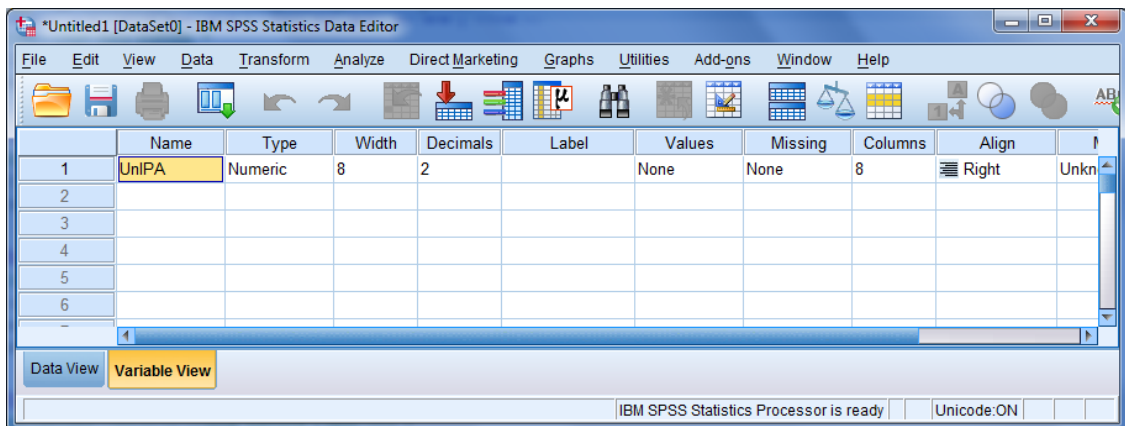 *Untitled1 [DataSet0] - IBM SPSS Statistics Data Editor
File Edit View Data Transform Analyze Direct Marketing Graphs Utilities Add-ons Window Help
Name Type Width Decimals Label Values Missing Columns Align
1 UnIPA Numeric 8 2 None None 8 Right Unkn
2
3
4
5
6
Data View Variable View
IBM SPSS Statistics Processor is ready Unicode:ON